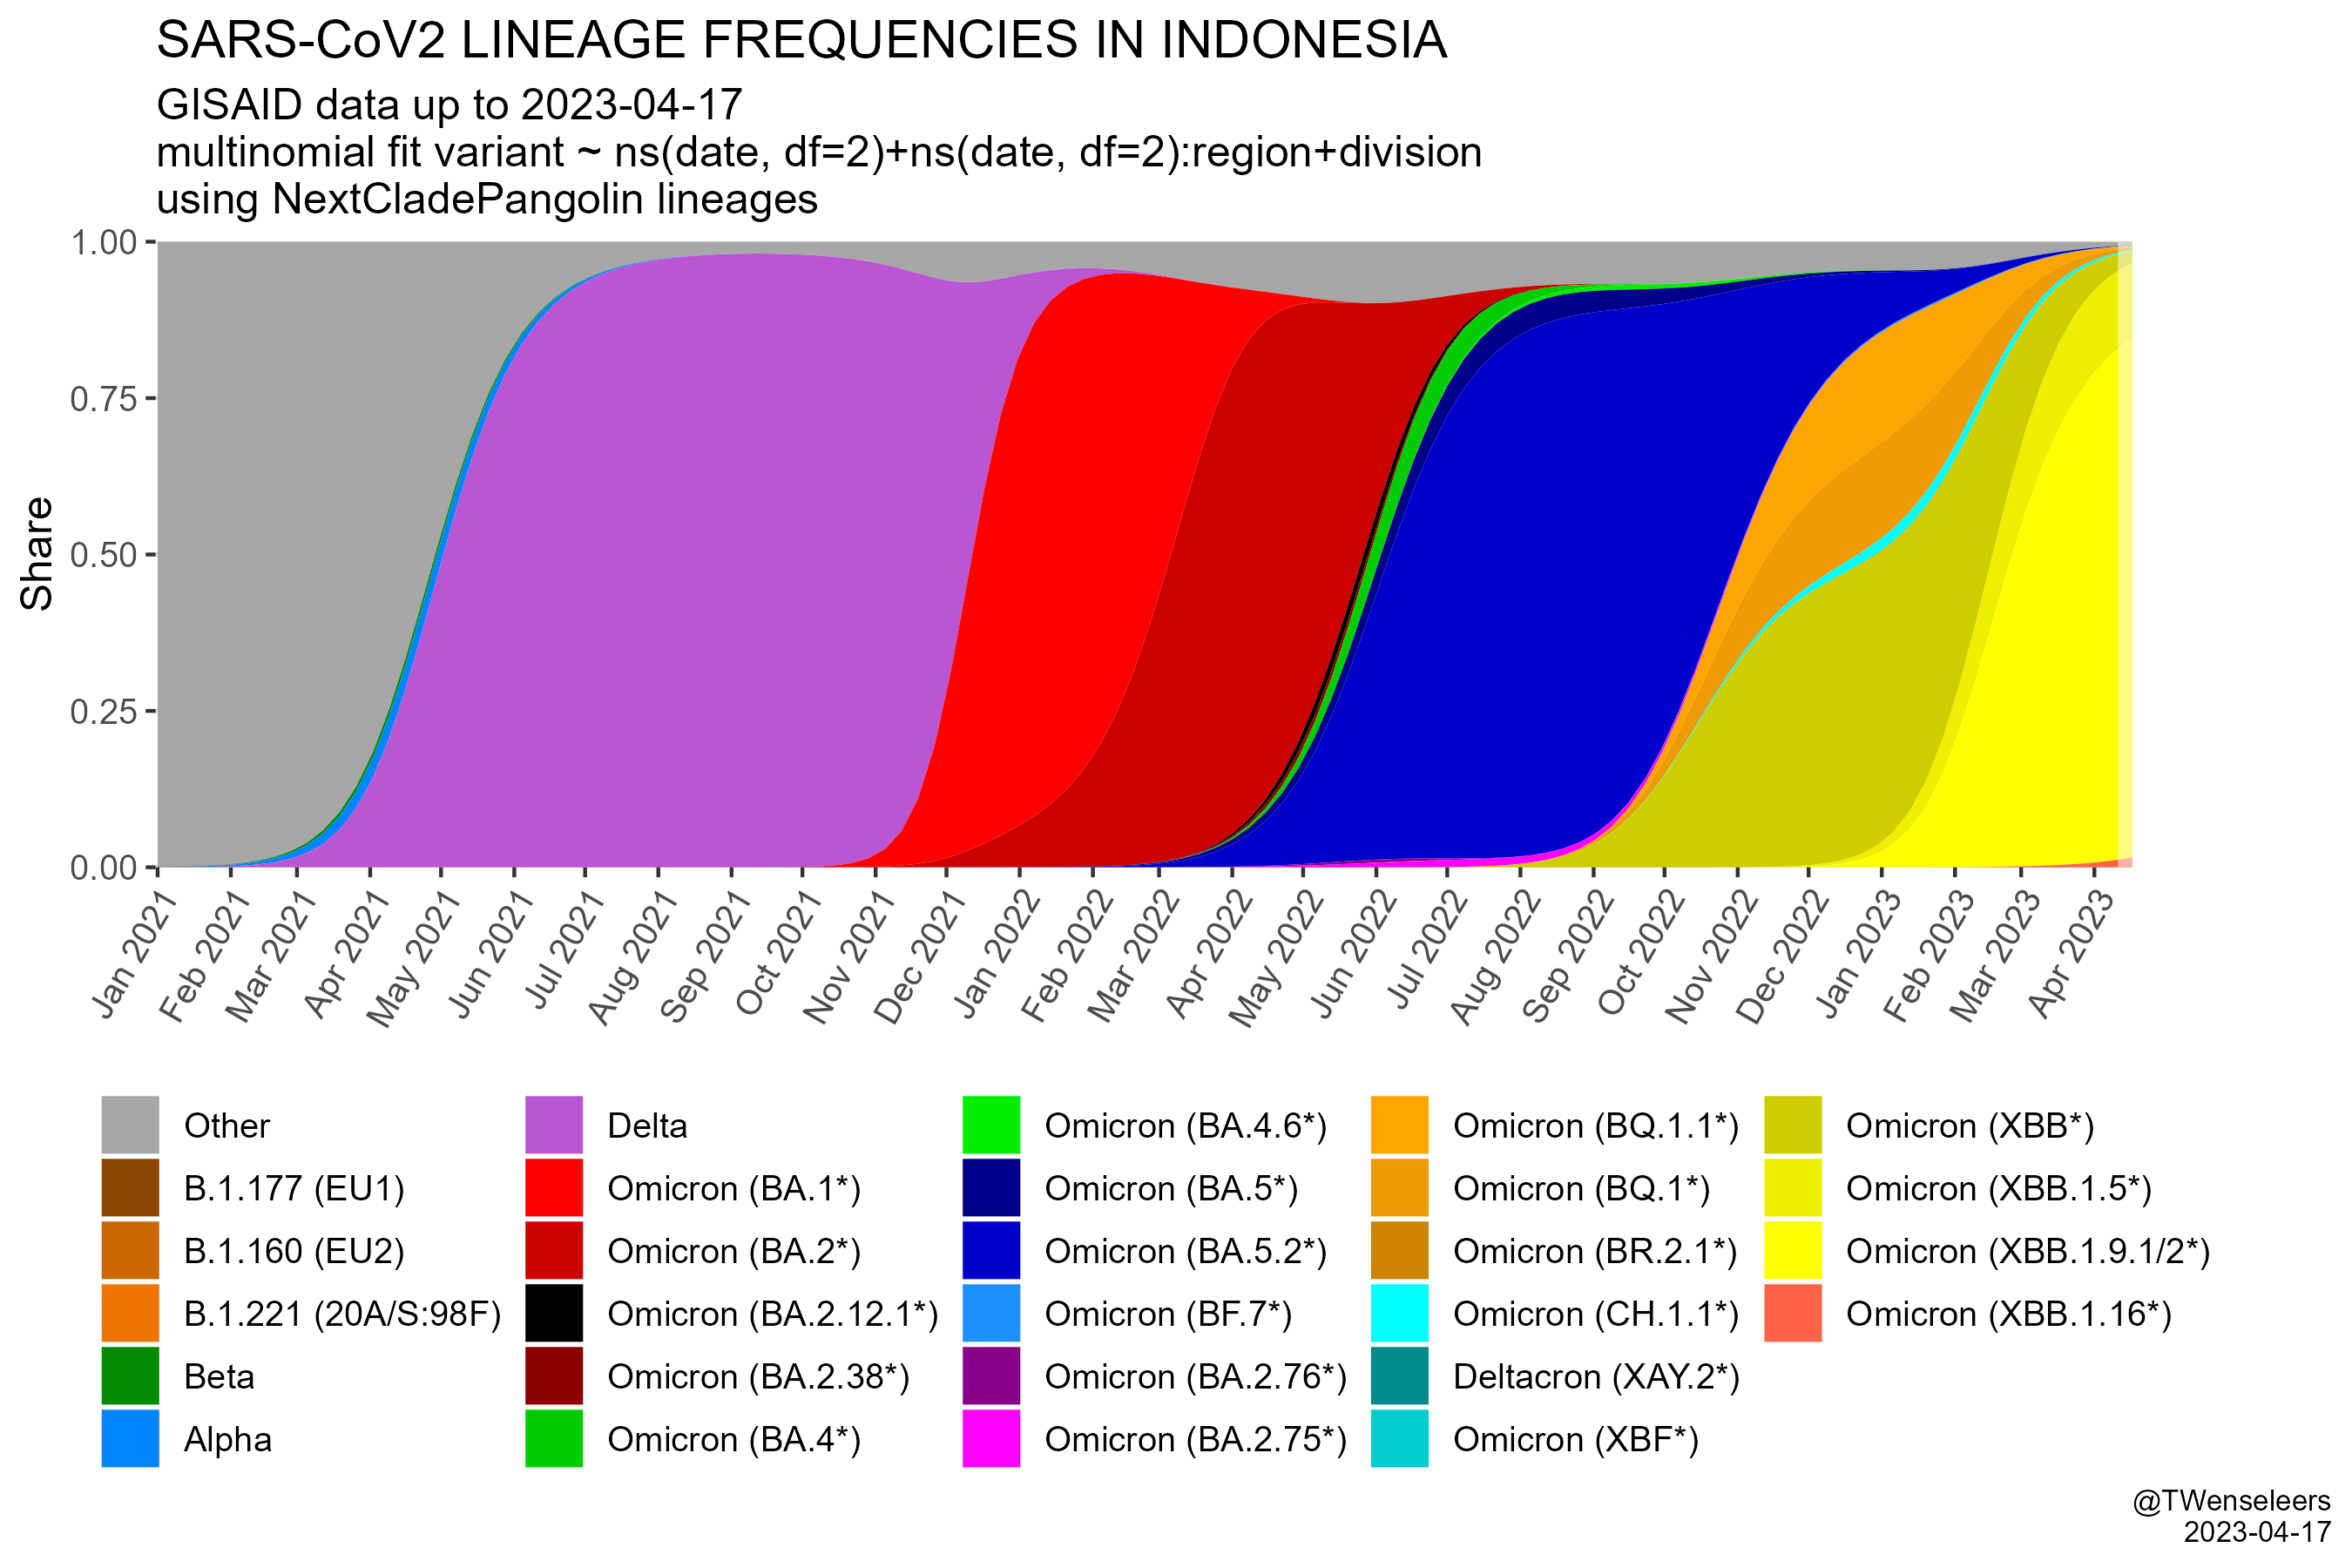 SARS-CoV2 LINEAGE FREQUENCIES IN INDONESIA
GISAID data up to 2023-04-17
multinomial fit variant ~ ns(date, df=2)+ns(date, df=2):region+division
using NextCladePangolin lineages
Share
1.00
0.75
0.50
0.25
0.00
Jan 2021
Feb 2021
Mar 2021
Apr 2021
May 2021
Jun 2021
Jul 2021
Aug 2021
Sep 2021
Oct 2021
Nov 2021
Dec 2021
Jan 2022
Feb 2022
Mar 2022
Apr 2022
May 2022
Jun 2022
Jul 2022
Aug 2022
Sep 2022
Oct 2022
Nov 2022
Dec 2022
Jan 2023
Feb 2023
Mar 2023
Apr 2023
Other
B.1.177 (EU1)
B.1.160 (EU2)
B.1.221 (20A/S:98F)
Beta
Alpha
Delta
Omicron (BA.1*)
Omicron (BA.2*)
Omicron (BA.2.12.1*)
Omicron (BA.2.38*)
Omicron (BA.4*)
Omicron (BA.4.6*)
Omicron (BA.5*)
Omicron (BA.5.2*)
Omicron (BF.7*)
Omicron (BA.2.76*)
Omicron (BA.2.75*)
Omicron (BQ.1.1*)
Omicron (BQ.1*)
Omicron (BR.2.1*)
Omicron (CH.1.1*)
Deltacron (XAY.2*)
Omicron (XBF*)
Omicron (XBB*)
Omicron (XBB.1.5*)
Omicron (XBB.1.9.1/2*)
Omicron (XBB.1.16*)
@TWenseleers
2023-04-17